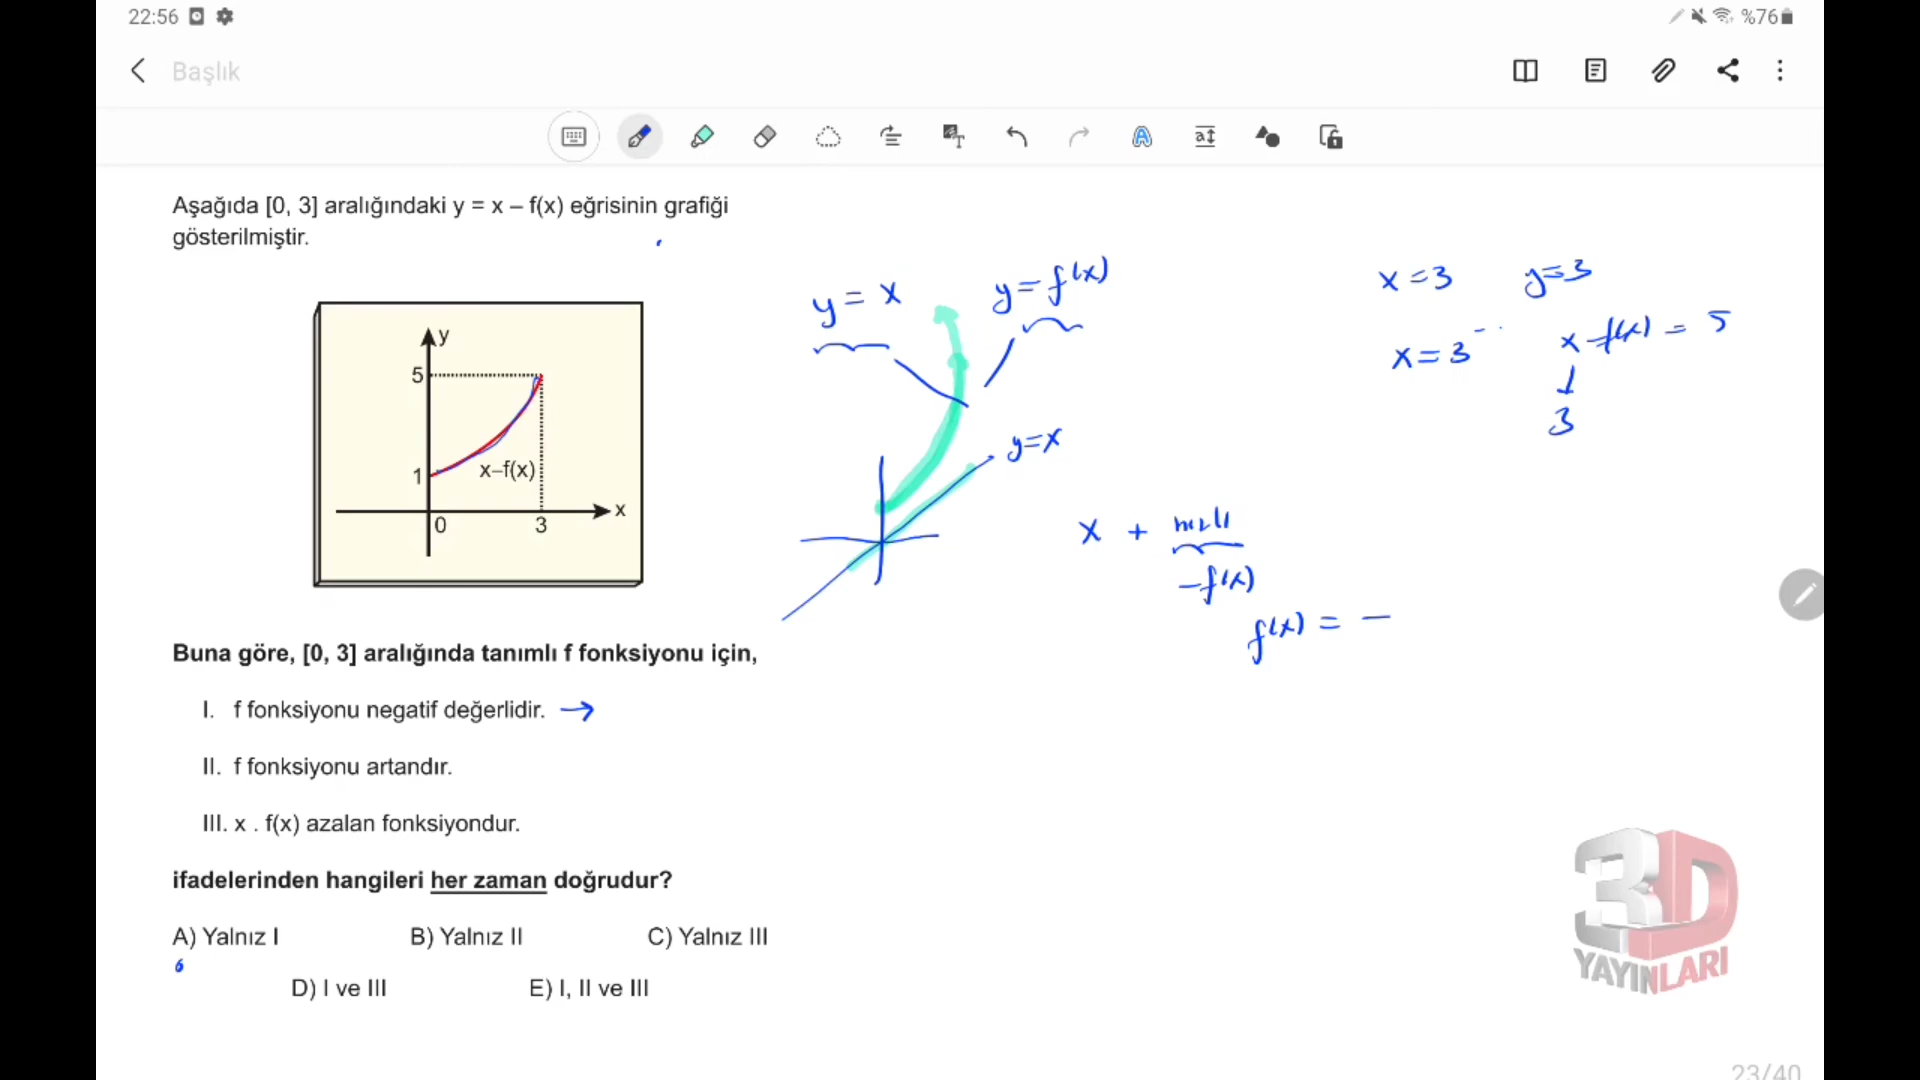 22:56
%76
Başlık
Aşağıda [0, 3] aralığındaki y = x – f(x) eğrisinin grafiği
gösterilmiştir.
y
5
1
x–f(x)
0
3
x
y = x
y = f(x)
y=x
x + mslı
-f(x)
f(x) = -
x = 3 y=3
x = 3 x - f(x) = 5
3
Buna göre, [0, 3] aralığında tanımlı f fonksiyonu için,
I. f fonksiyonu negatif değerlidir. →
II. f fonksiyonu artandır.
III. x . f(x) azalan fonksiyondur.
ifadelerinden hangileri her zaman doğrudur?
A) Yalnız I B) Yalnız II C) Yalnız III
D) I ve III E) I, II ve III
3D
YAYINLARI
23/40